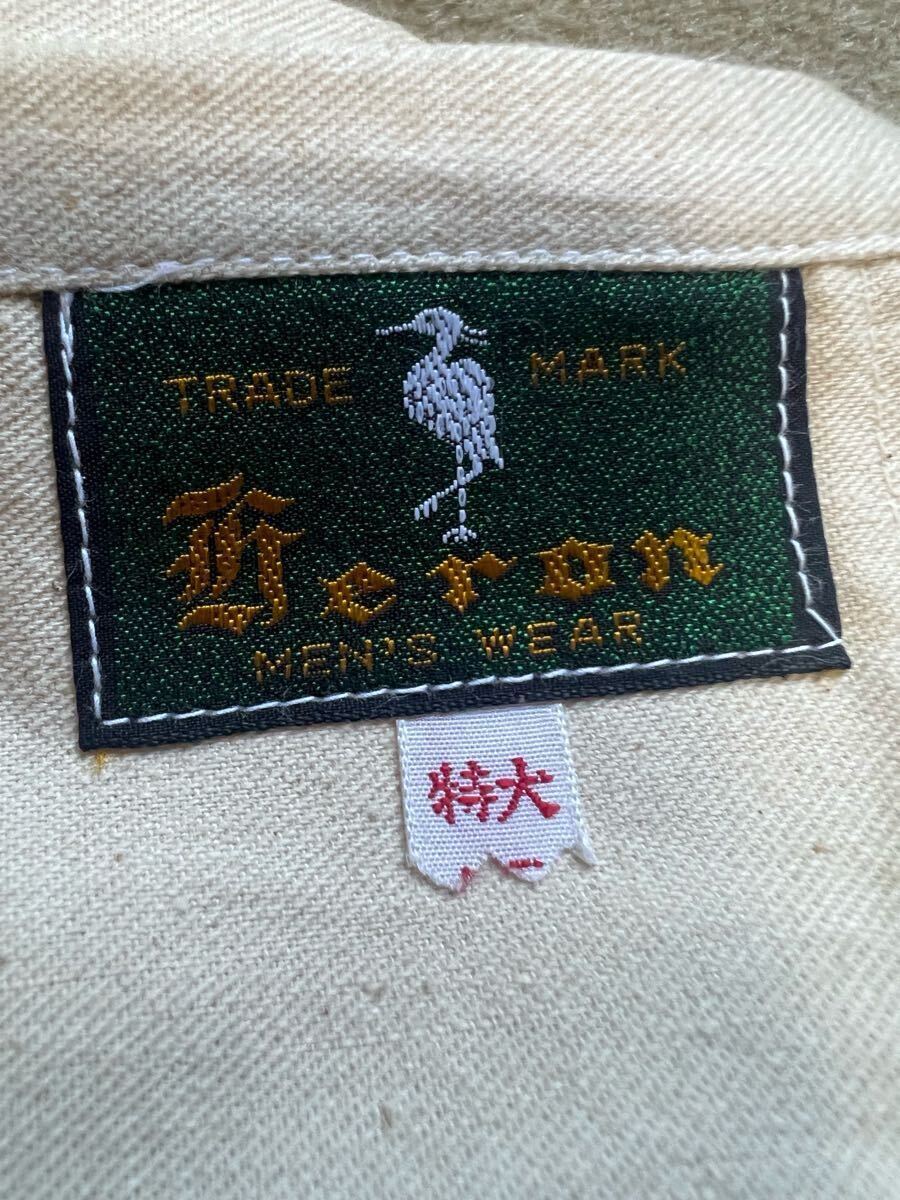 TRADE MARK
Heron
MEN'S WEAR
特大